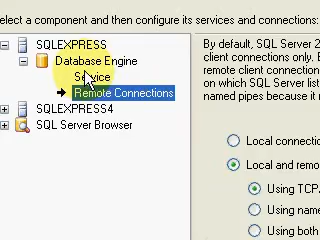 elect a component and then configure its services and connections:
SQLEXPRESS
Database Engine
Service
Remote Connections
SQLEXPRESS4
SQL Server Browser
By default, SQL Server 2
client connections only. E
remote client connection
on which SQL Server list
named pipes because it r
Local connectio
Local and remo
Using TCP/
Using name
Using both